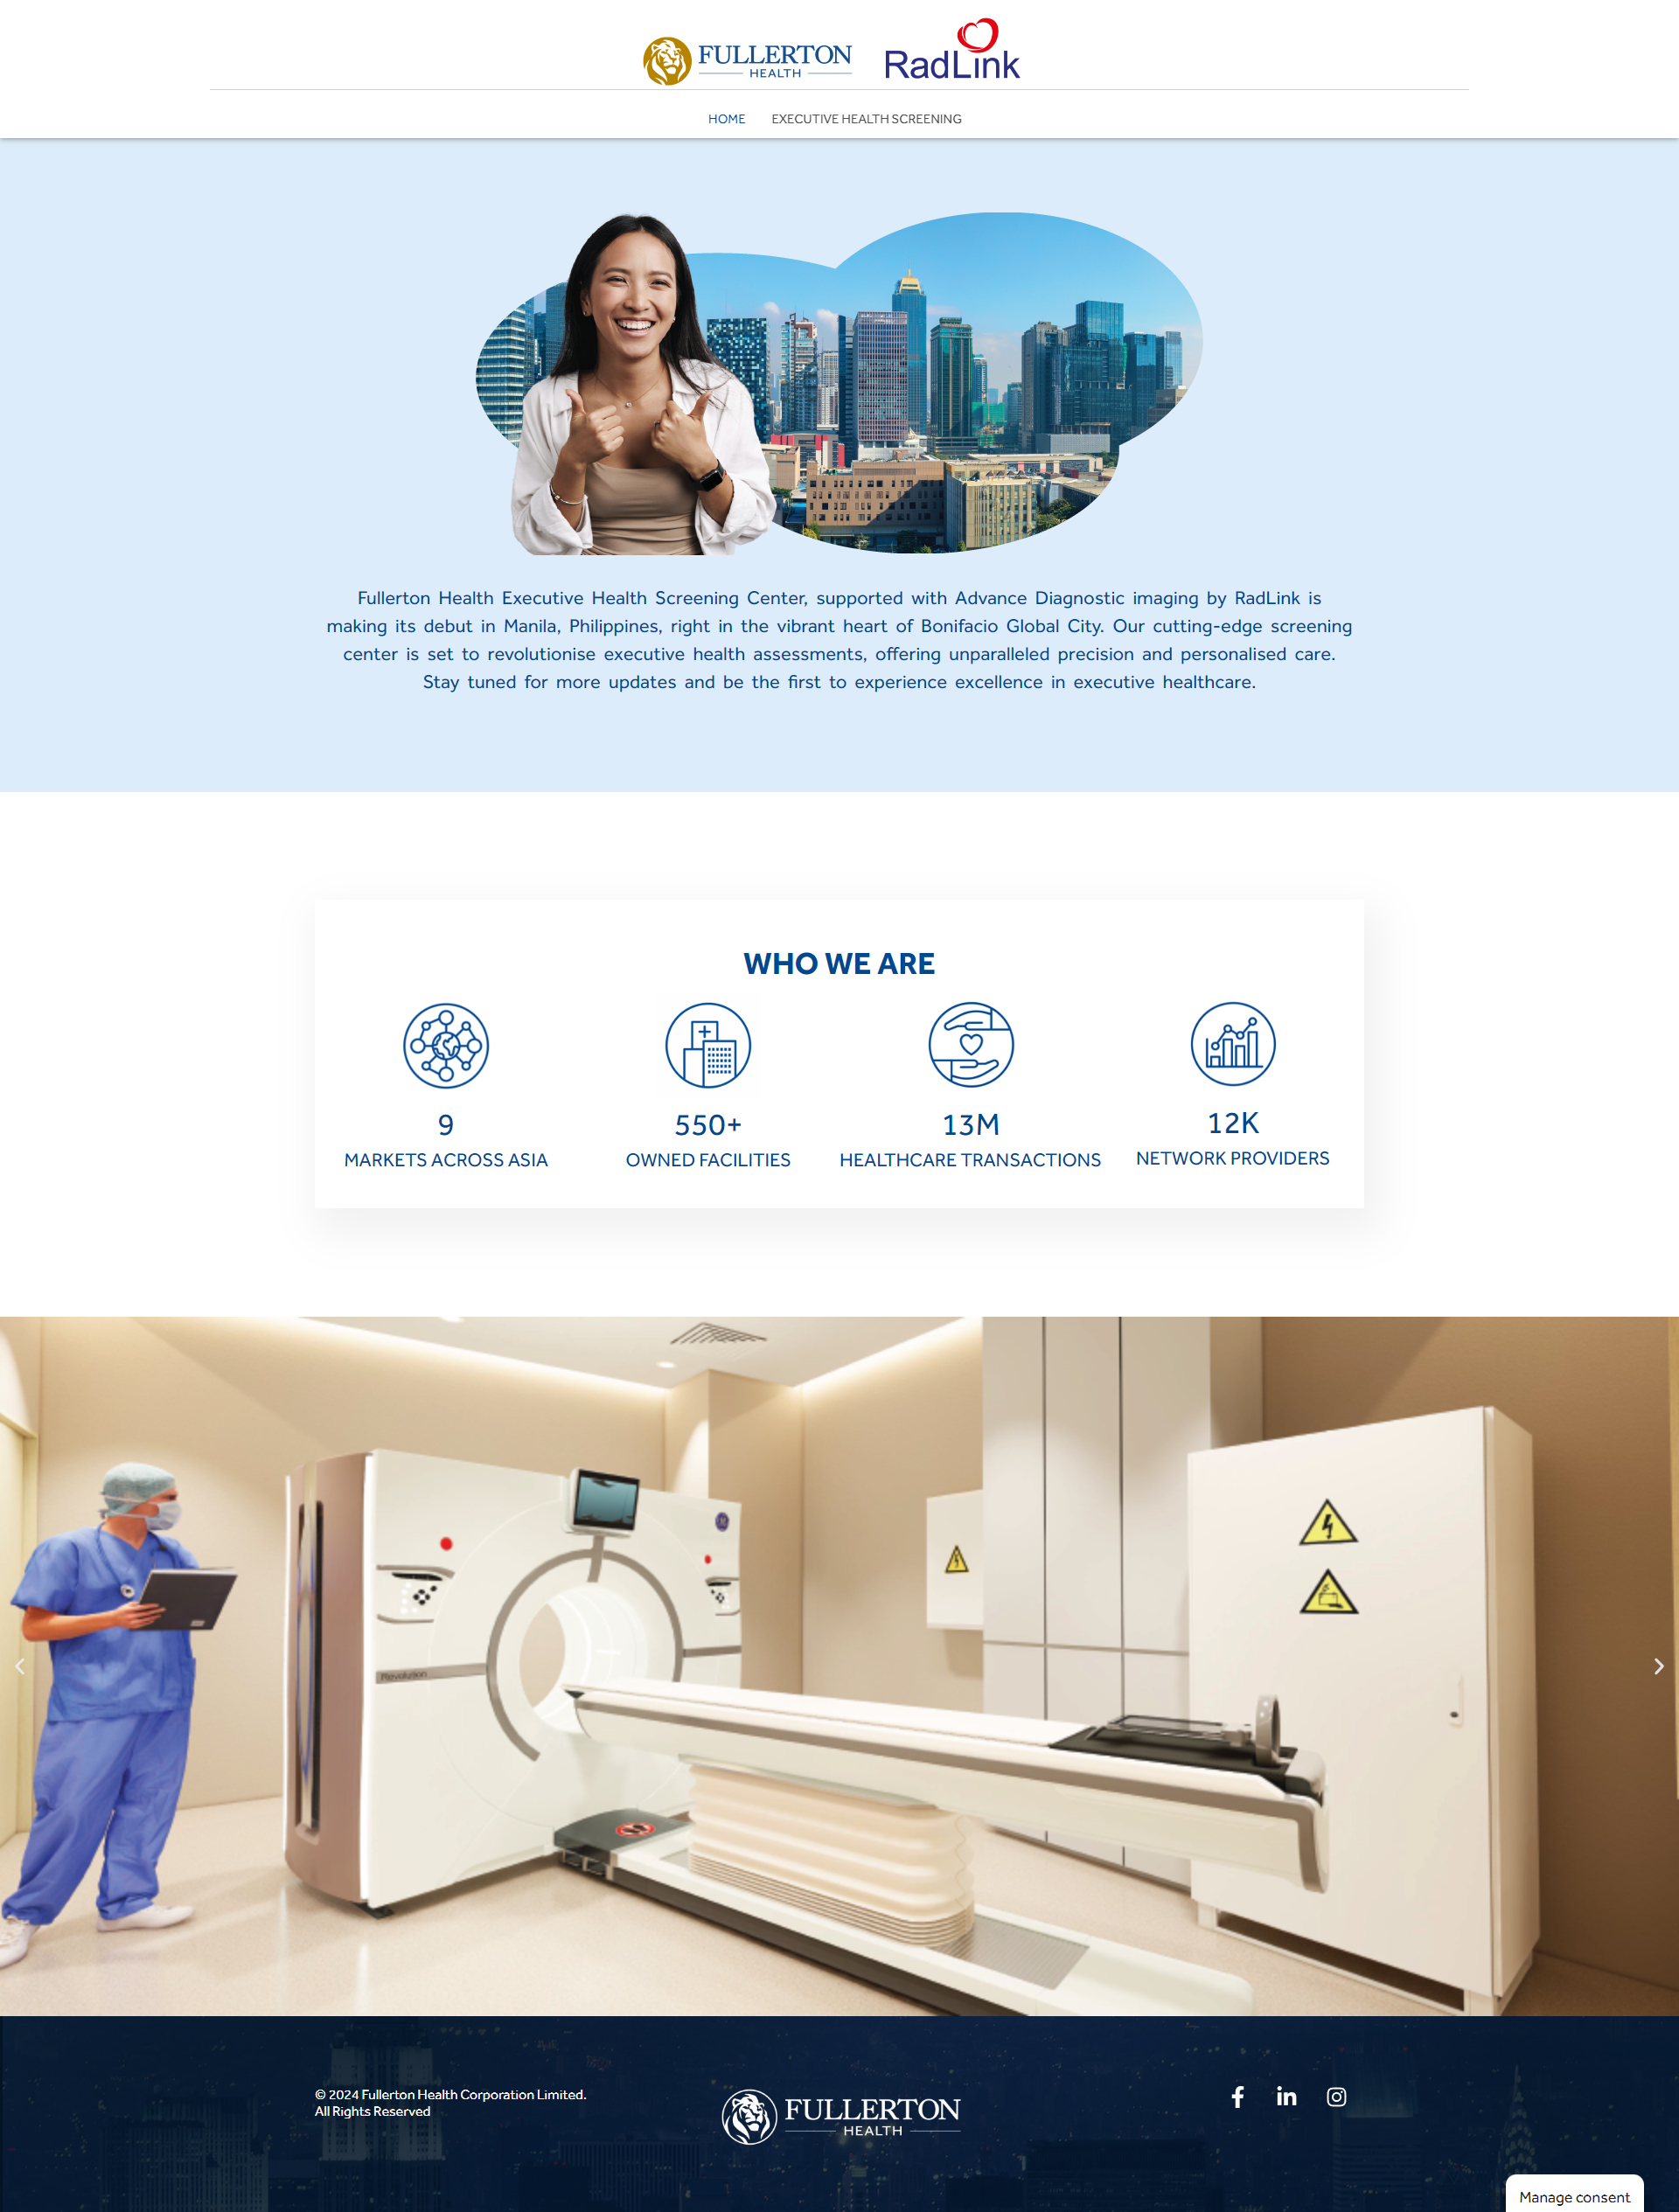 FULLERTON
HEALTH
RadLink
HOME EXECUTIVE HEALTH SCREENING
Fullerton Health Executive Health Screening Center, supported with Advance Diagnostic imaging by RadLink is
making its debut in Manila, Philippines, right in the vibrant heart of Bonifacio Global City. Our cutting-edge screening
center is set to revolutionise executive health assessments, offering unparalleled precision and personalised care.
Stay tuned for more updates and be the first to experience excellence in executive healthcare.
WHO WE ARE
9
MARKETS ACROSS ASIA
550+
OWNED FACILITIES
13M
HEALTHCARE TRANSACTIONS
12K
NETWORK PROVIDERS
Revolution
© 2024 Fullerton Health Corporation Limited.
All Rights Reserved
FULLERTON
HEALTH
Manage consent